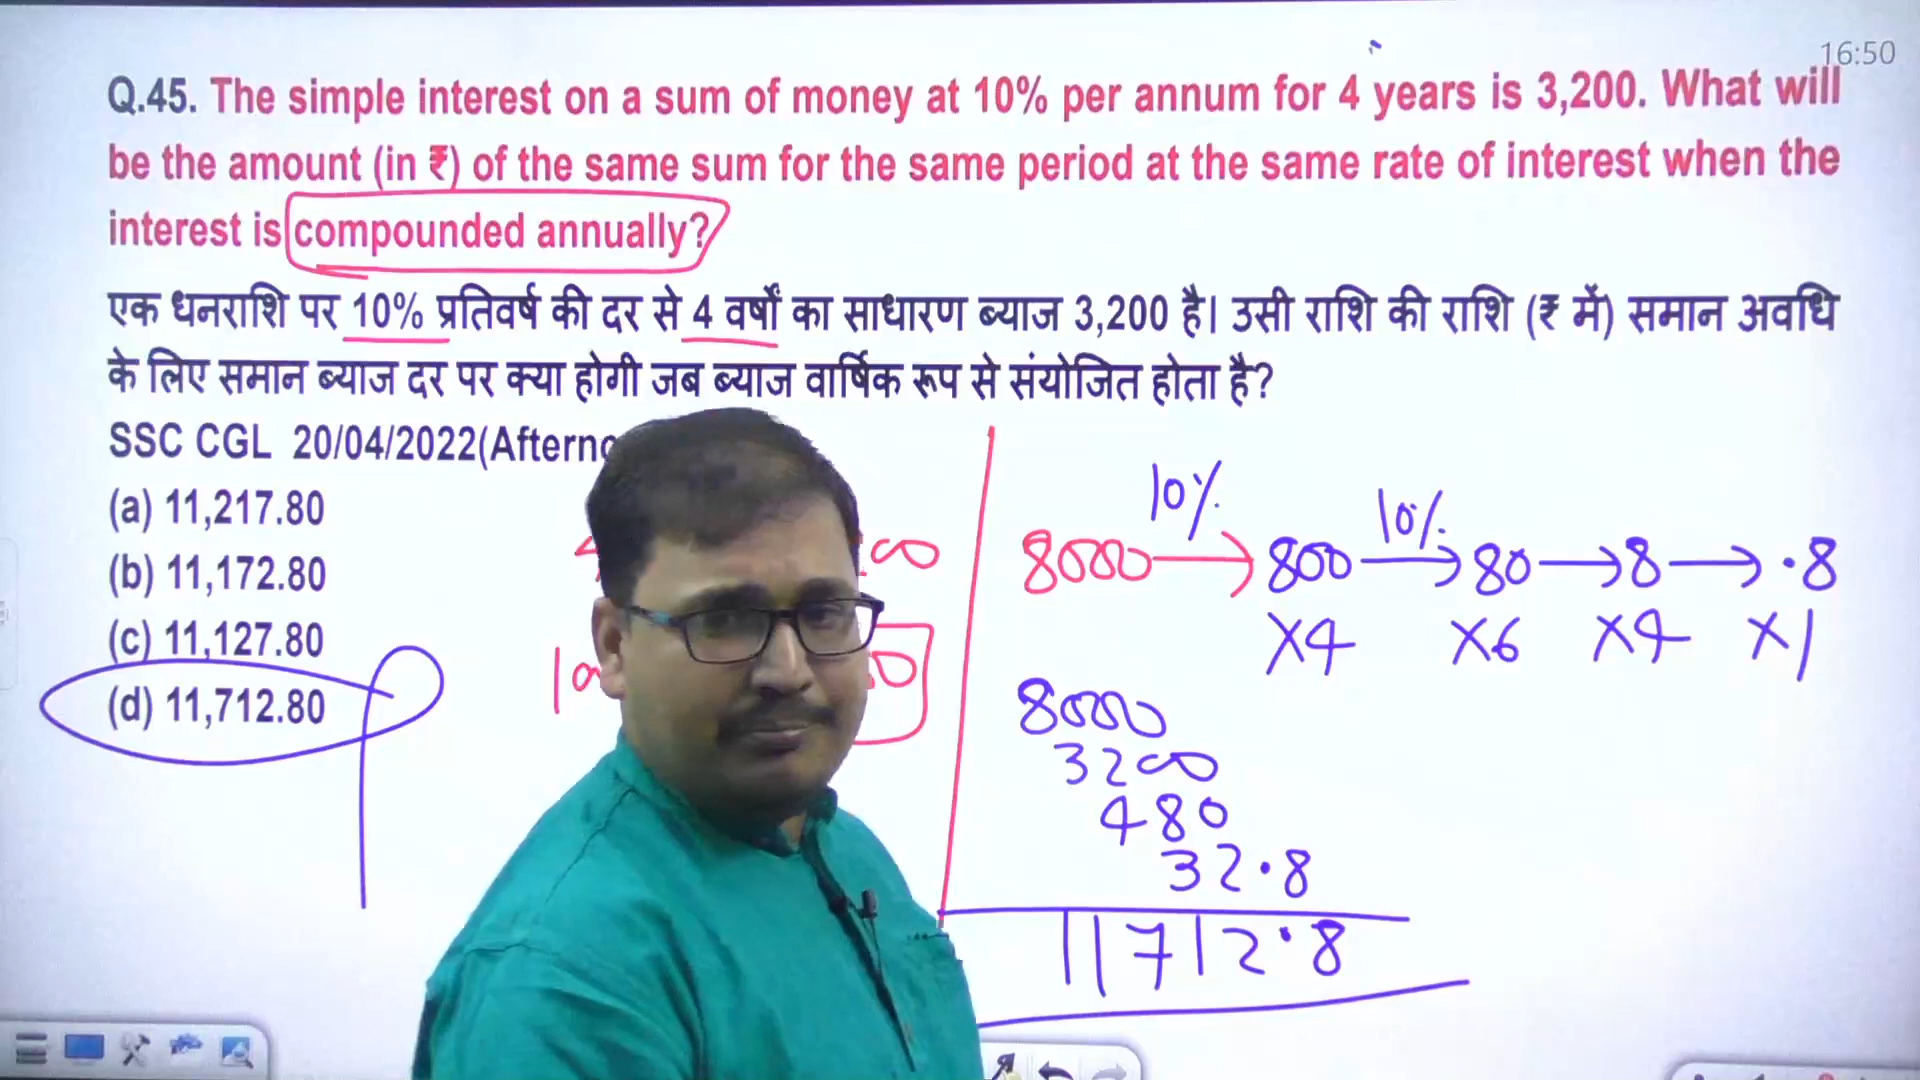 16:50
Q.45. The simple interest on a sum of money at 10% per annum for 4 years is 3,200. What will
be the amount (in ₹) of the same sum for the same period at the same rate of interest when the
interest is compounded annually?
एक धनराशि पर 10% प्रतिवर्ष की दर से 4 वर्षों का साधारण ब्याज 3,200 है। उसी राशि की राशि (₹ में) समान अवधि
के लिए समान ब्याज दर पर क्या होगी जब ब्याज वार्षिक रूप से संयोजित होता है?
SSC CGL 20/04/2022(Afterno
(a) 11,217.80
(b) 11,172.80
(c) 11,127.80
(d) 11,712.80
10% 10%
8000 → 800 → 80 → 8 → .8
×4 ×6 ×4 ×1
8000
3200
480
32.8
11712.8